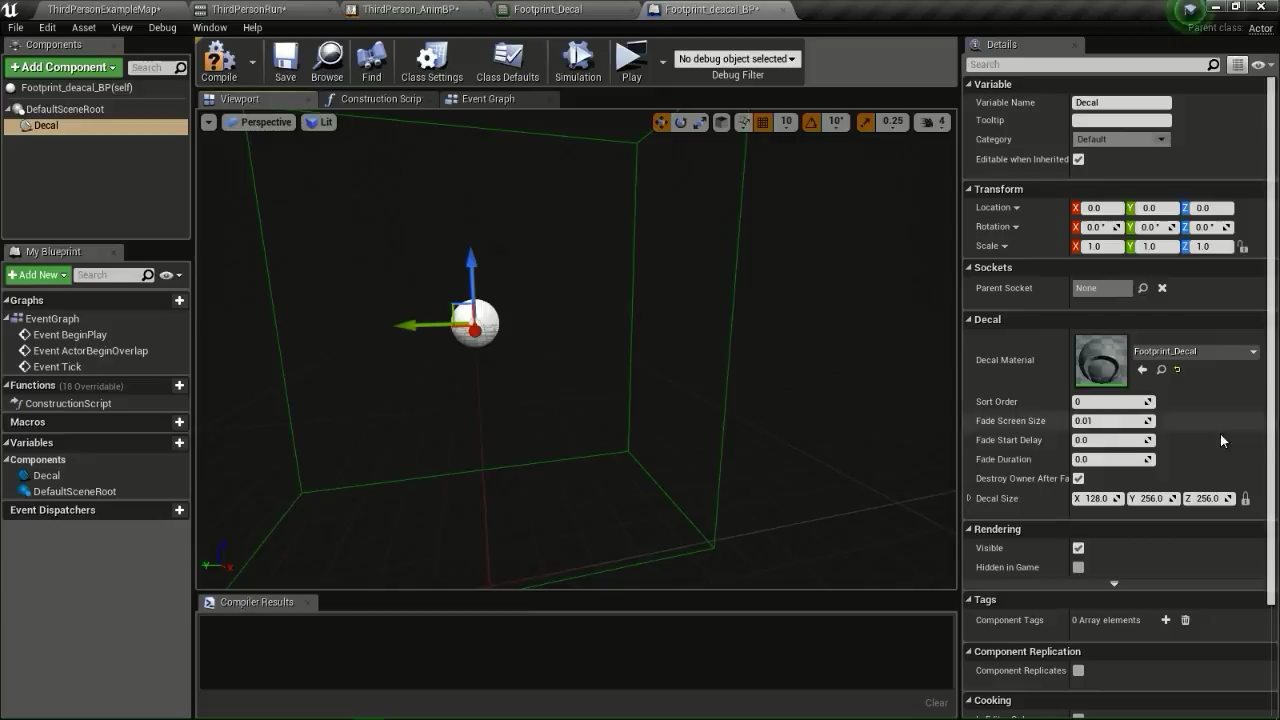 ThirdPersonExampleMap*
ThirdPersonRun*
ThirdPerson_AnimBP*
Footprint_Decal
Footprint_deacal_BP*
File Edit Asset View Debug Window Help
Parent class: Actor
Components
+Add Component
Search
Footprint_deacal_BP(self)
DefaultSceneRoot
Decal
My Blueprint
+Add New
Search
Graphs
EventGraph
Event BeginPlay
Event ActorBeginOverlap
Event Tick
Functions (18 Overridable)
ConstructionScript
Macros
Variables
Components
Decal
DefaultSceneRoot
Event Dispatchers
Compile
Save
Browse
Find
Class Settings
Class Defaults
Simulation
Play
No debug object selected
Debug Filter
Viewport
Construction Scrip
Event Graph
Perspective
Lit
10
10°
0.25
4
Z
Y
X
Compiler Results
Clear
Details
Search
Variable
Variable Name Decal
Tooltip
Category Default
Editable when Inherited
Transform
Location X 0.0 Y 0.0 Z 0.0
Rotation X 0.0 ° Y 0.0 ° Z 0.0 °
Scale X 1.0 Y 1.0 Z 1.0
Sockets
Parent Socket None
Decal
Decal Material Footprint_Decal
Sort Order 0
Fade Screen Size 0.01
Fade Start Delay 0.0
Fade Duration 0.0
Destroy Owner After Fa
Decal Size X 128.0 Y 256.0 Z 256.0
Rendering
Visible
Hidden in Game
Tags
Component Tags 0 Array elements
Component Replication
Component Replicates
Cooking